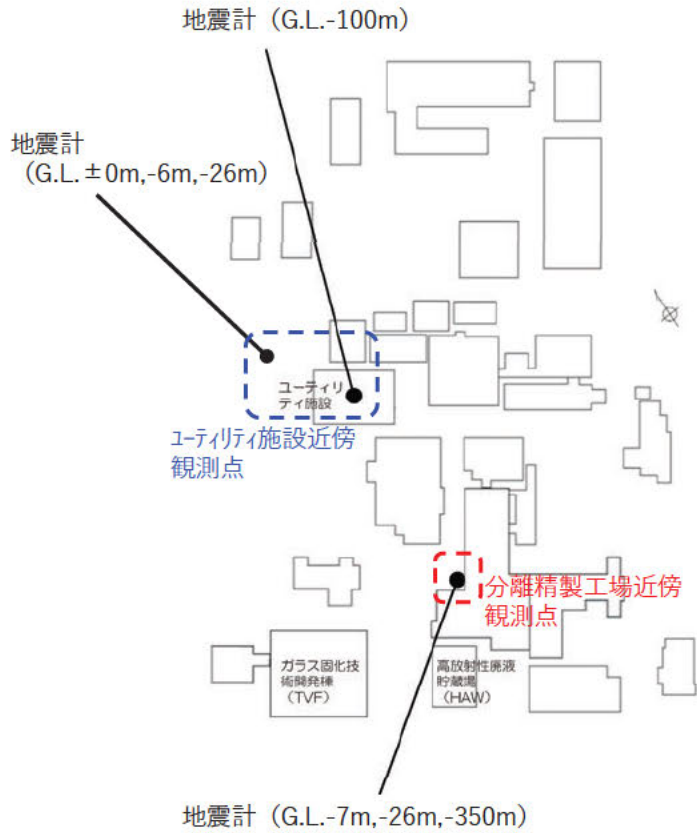 地震計（G.L.-100m）
地震計
（G.L.±0m,-6m,-26m）
ユーティリ
ティ施設
ユーティリティ施設近傍
観測点
分離精製工場近傍
観測点
ガラス固化技
術開発棟
（TVF）
高放射性廃液
貯蔵場
（HAW）
地震計（G.L.-7m,-26m,-350m）